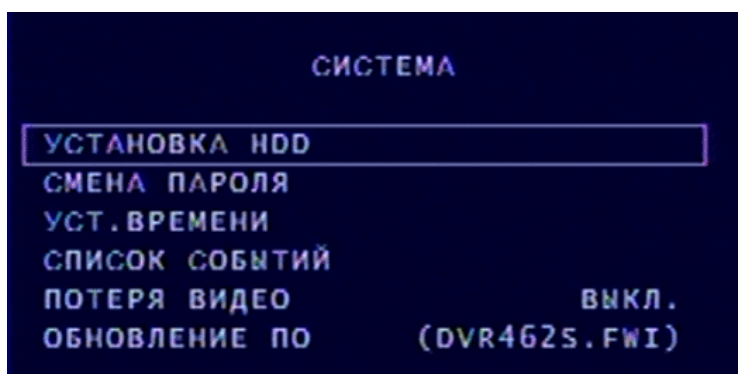 СИСТЕМА
УСТАНОВКА HDD
СМЕНА ПАРОЛЯ
УСТ.ВРЕМЕНИ
СПИСОК СОБЫТИЙ
ПОТЕРЯ ВИДЕО ВЫКЛ.
ОБНОВЛЕНИЕ ПО (DVR462S.FWI)